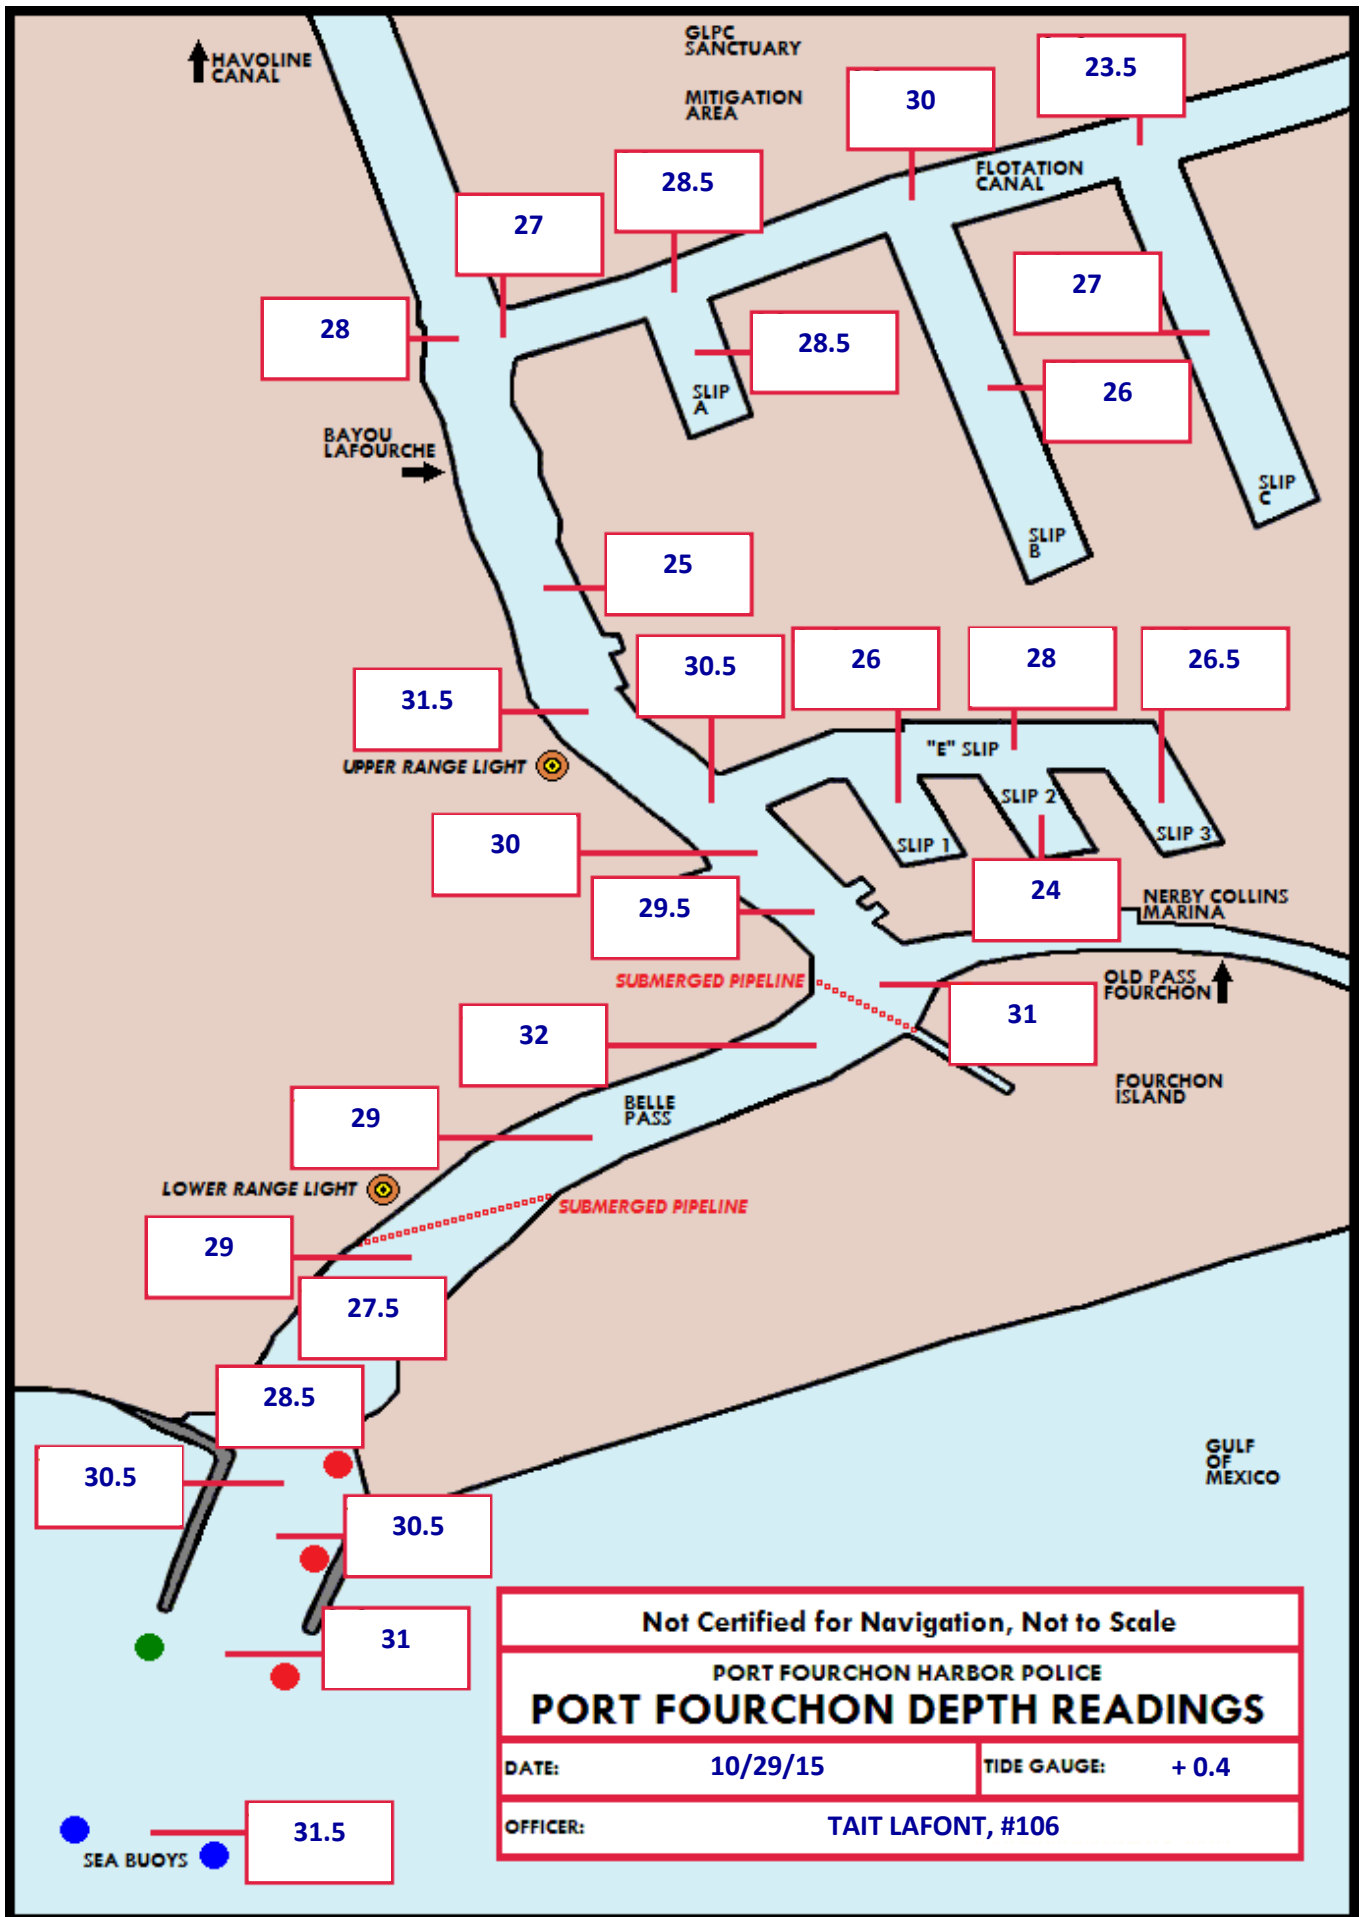 GLPC
SANCTUARY
HAVOLINE
CANAL
23.5
MITIGATION
AREA
30
FLOTATION
CANAL
28.5
27
27
28
28.5
SLIP
A
26
BAYOU
LAFOURCHE
SLIP
C
SLIP
B
25
30.5
26
28
26.5
31.5
"E" SLIP
UPPER RANGE LIGHT
SLIP 2
SLIP 1
SLIP 3
30
29.5
24
NERBY COLLINS
MARINA
SUBMERGED PIPELINE
OLD PASS
FOURCHON
31
32
FOURCHON
ISLAND
BELLE
PASS
29
LOWER RANGE LIGHT
SUBMERGED PIPELINE
29
27.5
28.5
GULF
OF
MEXICO
30.5
30.5
31
Not Certified for Navigation, Not to Scale
PORT FOURCHON HARBOR POLICE
PORT FOURCHON DEPTH READINGS
DATE: 10/29/15 TIDE GAUGE: + 0.4
OFFICER: TAIT LAFONT, #106
31.5
SEA BUOYS